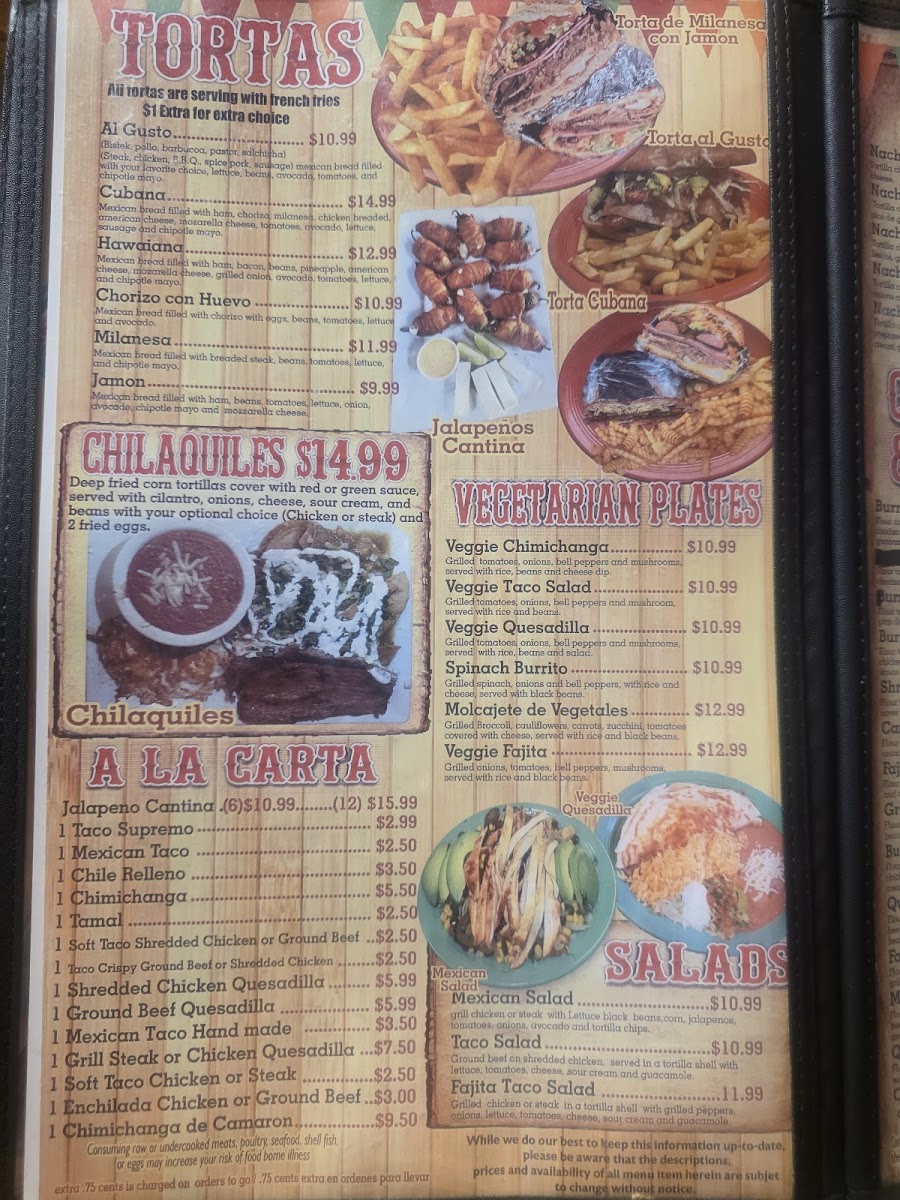 TORTAS
All tortas are serving with french fries
$1 Extra for extra choice
Al Gusto.............................. $10.99
(Bistek, pollo, barbucoa, pastor, salchicha)
(Steak, chicken, B.B.Q., spice pork, sausage) mexican bread filled
with your favorite choice, lettuce, beans, avocado, tomatoes, and
chipotle mayo.
Cubana.............................. $14.99
Mexican bread filled with ham, chorizo, milanesa, chicken breaded,
american cheese, mozarella cheese, tomatoes, avocado, lettuce,
sausage and chipotle mayo.
Hawaiana.............................. $12.99
Mexican bread filled with ham, bacon, beans, pineapple, american
cheese, mozarella cheese, grilled onion, avocado, tomatoes, lettuce,
and chipotle mayo.
Chorizo con Huevo .................... $10.99
Mexican bread filled with chorizo with eggs, beans, tomatoes, lettuce
and avocado.
Milanesa.............................. $11.99
Mexican bread filled with breaded steak, beans, tomatoes, lettuce,
and chipotle mayo.
Jamon.............................. $9.99
Mexican bread filled with ham, beans, tomatoes, lettuce, onion,
avocado, chipotle mayo and mozzarella cheese.
Torta de Milanesa
con Jamon
Torta al Gusto
Torta Cubana
Jalapeños
Cantina
CHILAQUILES $14.99
Deep fried corn tortillas cover with red or green sauce,
served with cilantro, onions, cheese, sour cream, and
beans with your optional choice (Chicken or steak) and
2 fried eggs.
Chilaquiles
A LA CARTA
Jalapeno Cantina .(6)$10.99........(12) $15.99
1 Taco Supremo .............................. $2.99
1 Mexican Taco .............................. $2.50
1 Chile Relleno .............................. $3.50
1 Chimichanga .............................. $5.50
1 Tamal .............................. $2.50
1 Soft Taco Shredded Chicken or Ground Beef ..$2.50
1 Taco Crispy Ground Beef or Shredded Chicken ........$2.50
1 Shredded Chicken Quesadilla ............ $5.99
1 Ground Beef Quesadilla .................. $5.99
1 Mexican Taco Hand made ............... $3.50
1 Grill Steak or Chicken Quesadilla ...$7.50
1 Soft Taco Chicken or Steak ............$2.50
1 Enchilada Chicken or Ground Beef..$3.00
1 Chimichanga de Camaron...............$9.50
Consuming raw or undercooked meats, poultry, seafood, shell fish,
or eggs may increase your risk of food borne illness
extra .75 cents is charged on orders to go / .75 cents extra en ordenes para llevar
VEGETARIAN PLATES
Veggie Chimichanga............... $10.99
Grilled tomatoes, onions, bell peppers and mushrooms,
served with rice, beans and cheese dip.
Veggie Taco Salad .................. $10.99
Grilled tomatoes, onions, bell peppers and mushroom,
served with rice and beans.
Veggie Quesadilla .................. $10.99
Grilled tomatoes, onions, bell peppers and mushrooms,
served with rice, beans and salad.
Spinach Burrito ..................... $10.99
Grilled spinach, onions and bell peppers, with rice and
cheese, served with black beans.
Molcajete de Vegetales ........... $12.99
Grilled Broccoli, cauliflowers, carrots, zucchini, tomatoes
covered with cheese, served with rice and black beans.
Veggie Fajita ........................ $12.99
Grilled onions, tomatoes, bell peppers, mushrooms,
served with rice and black beans.
Veggie
Quesadilla
Mexican
Salad
SALADS
Mexican Salad ........................$10.99
grill chicken or steak with Lettuce black beans,corn, jalapenos,
tomatoes, onions, avocado and tortilla chips.
Taco Salad..............................$10.99
Ground beef on shredded chicken, served in a tortilla shell with
lettuce, tomatoes, cheese, sour cream and guacamole.
Fajita Taco Salad .....................11.99
Grilled chicken or steak in a tortilla shell with grilled peppers,
onions, lettuce, tomatoes, cheese, sour cream and guacamole.
While we do our best to keep this information up-to-date,
please be aware that the descriptions,
prices and availability of all menu item herein are subjet
to change without notice.